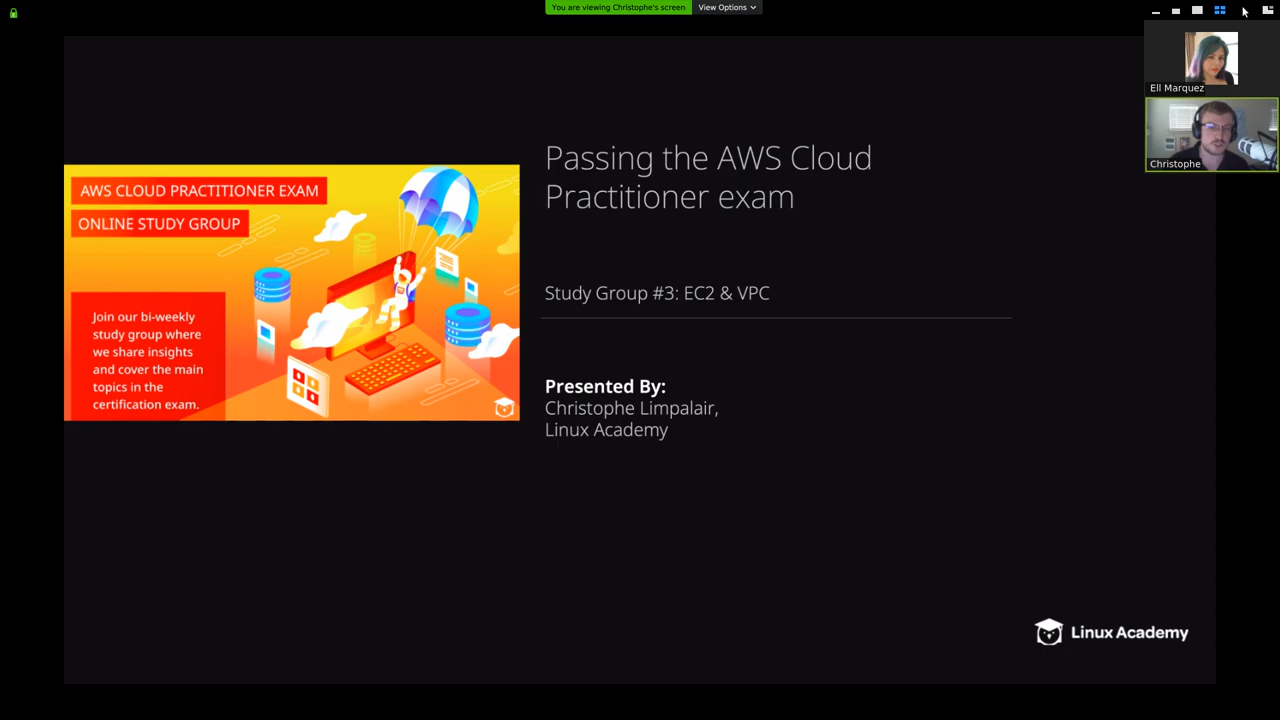 You are viewing Christophe's screen
View Options
Ell Marquez
Christophe
AWS CLOUD PRACTITIONER EXAM
ONLINE STUDY GROUP
Join our bi-weekly
study group where
we share insights
and cover the main
topics in the
certification exam.
Passing the AWS Cloud
Practitioner exam
Study Group #3: EC2 & VPC
Presented By:
Christophe Limpalair,
Linux Academy
Linux Academy